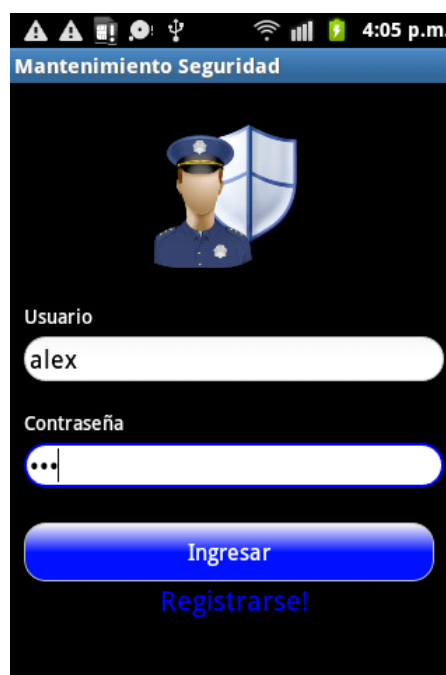 4:05 p.m.
Mantenimiento Seguridad
Usuario
alex
Contraseña
•••
Ingresar
Registrarse!